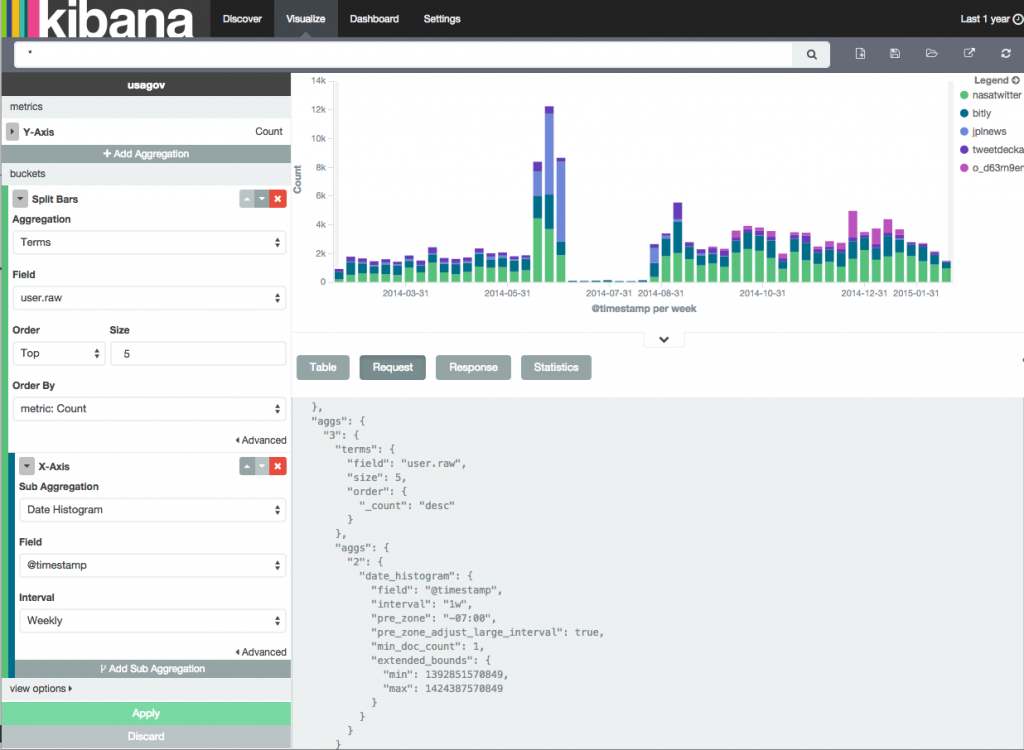 kibana Discover Visualize Dashboard Settings Last 1 year
*
usagov
metrics
Y-Axis Count
+ Add Aggregation
buckets
Split Bars
Aggregation
Terms
Field
user.raw
Order Size
Top 5
Order By
metric: Count
Advanced
X-Axis
Sub Aggregation
Date Histogram
Field
@timestamp
Interval
Weekly
Advanced
Add Sub Aggregation
view options
Apply
Discard
14k
12k
10k
8k
6k
4k
2k
0
Count
2014-03-31 2014-05-31 2014-07-31 2014-08-31 2014-10-31 2014-12-31 2015-01-31
@timestamp per week
Legend
nasatwitter
bitly
jplnews
tweetdecka
o_d63rn9er
Table Request Response Statistics
},
"aggs": {
"3": {
"terms": {
"field": "user.raw",
"size": 5,
"order": {
"_count": "desc"
}
},
"aggs": {
"2": {
"date_histogram": {
"field": "@timestamp",
"interval": "1w",
"pre_zone": "-07:00",
"pre_zone_adjust_large_interval": true,
"min_doc_count": 1,
"extended_bounds": {
"min": 1392851570849,
"max": 1424387570849
}
}
}
}